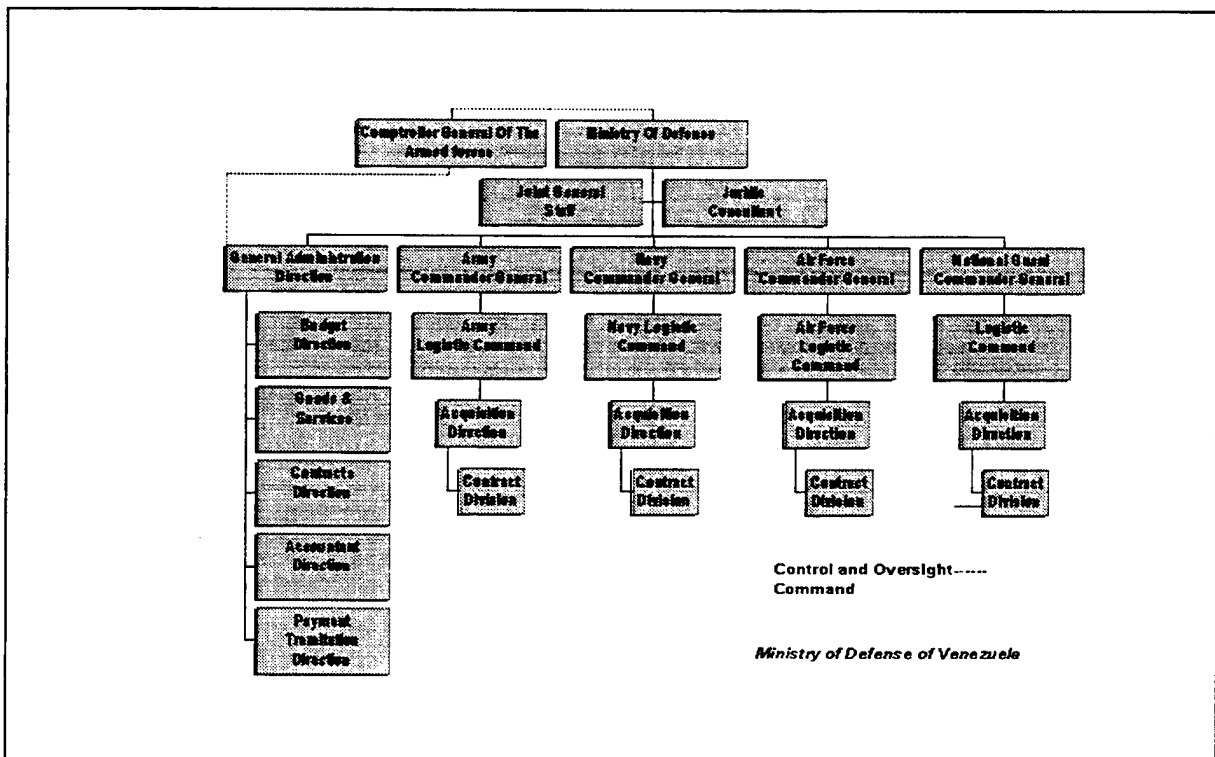 Comptroller General Of The
Armed forces
Ministry Of Defense
Joint General
Staff
Juridic
Consultant
General Administration
Direction
Army
Commander General
Navy
Commander General
Air Force
Commander General
National Guard
Commander General
Budget
Direction
Army
Logistic Command
Navy Logistic
Command
Air Force
Logistic
Command
Logistic
Command
Goods &
Services
Acquisition
Direction
Acquisition
Direction
Acquisition
Direction
Acquisition
Direction
Contracts
Direction
Contract
Division
Contract
Division
Contract
Division
Contract
Division
Accountant
Direction
Payment
Tramitation
Direction
Control and Oversight------
Command
Ministry of Defense of Venezuela